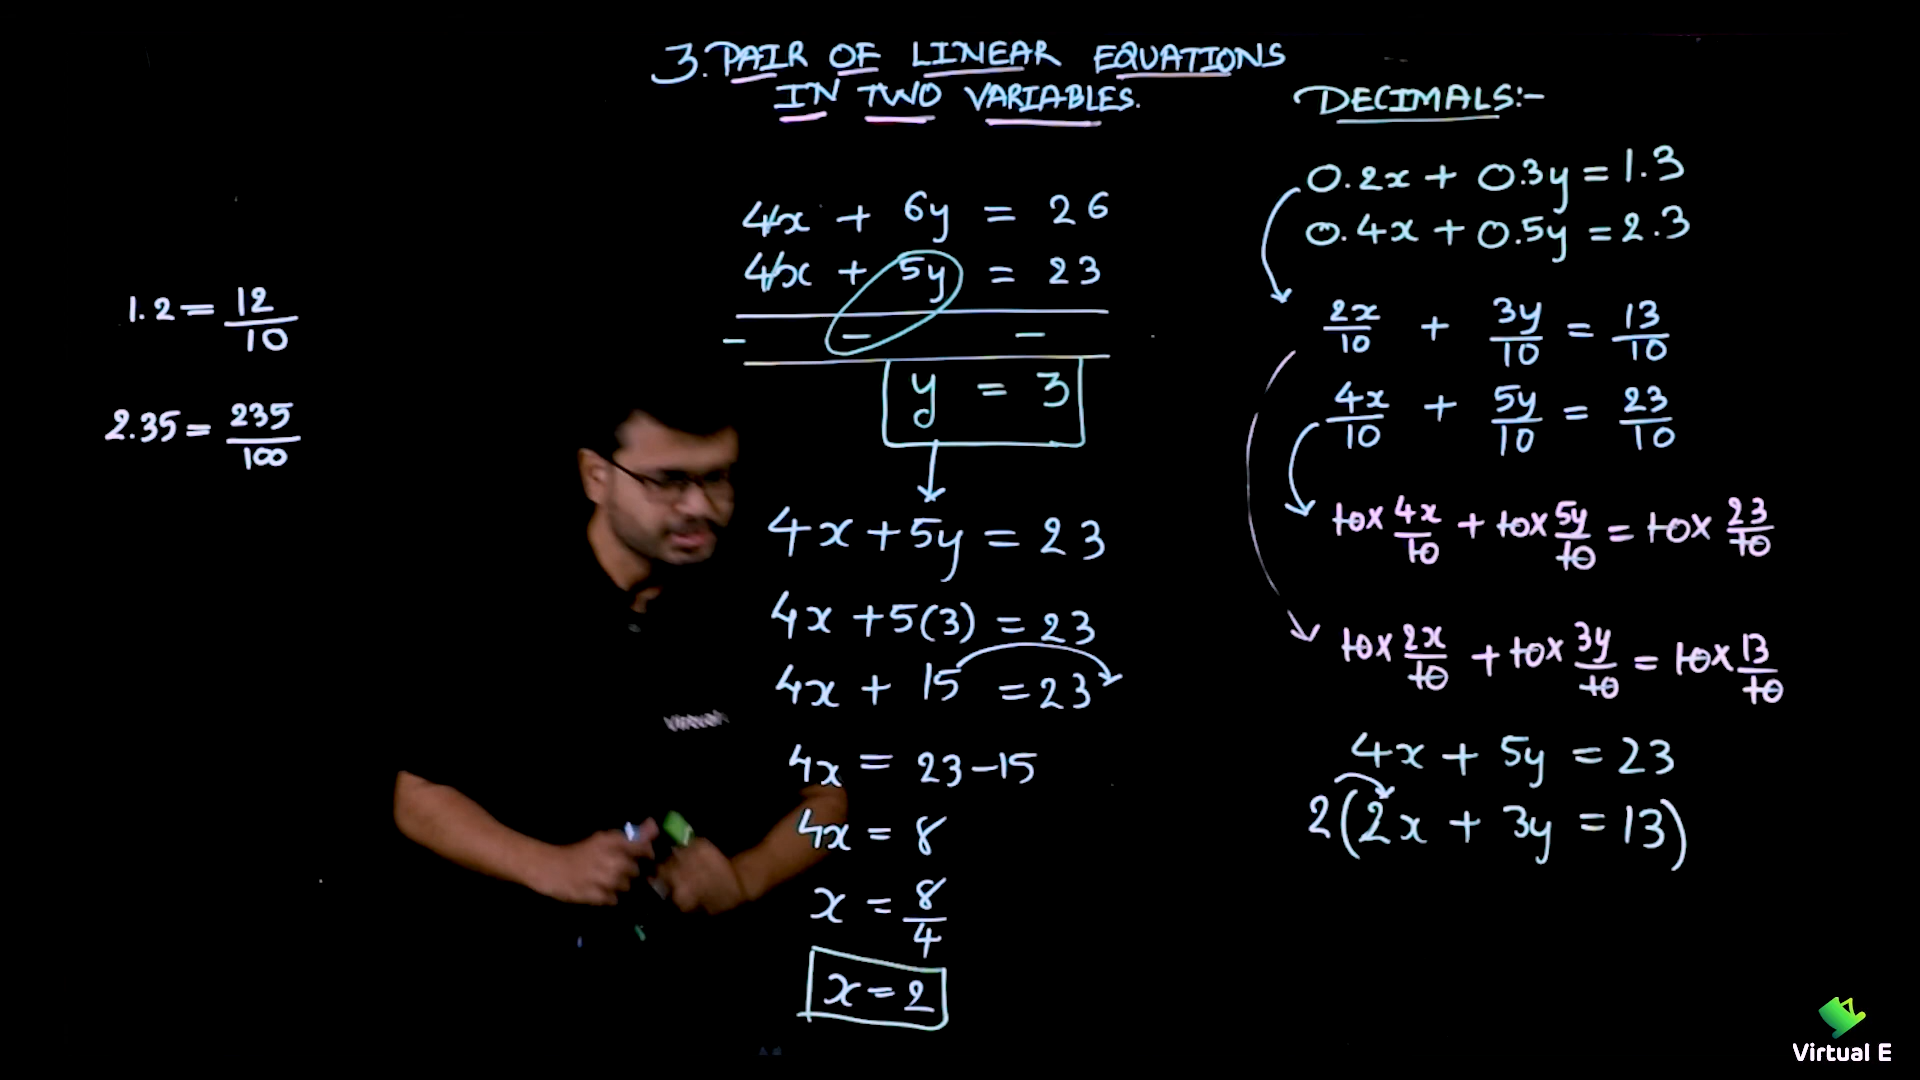 3. PAIR OF LINEAR EQUATIONS
IN TWO VARIABLES.
1.2 = 12/10
2.35 = 235/100
4x + 6y = 26
4x + 5y = 23
- - -
y = 3
4x + 5y = 23
4x + 5(3) = 23
4x + 15 = 23
4x = 23 - 15
4x = 8
x = 8/4
x = 2
DECIMALS:-
0.2x + 0.3y = 1.3
0.4x + 0.5y = 2.3
2x/10 + 3y/10 = 13/10
4x/10 + 5y/10 = 23/10
10 × 4x/10 + 10 × 5y/10 = 10 × 23/10
10 × 2x/10 + 10 × 3y/10 = 10 × 13/10
4x + 5y = 23
2(2x + 3y = 13)
Virtual
Virtual E